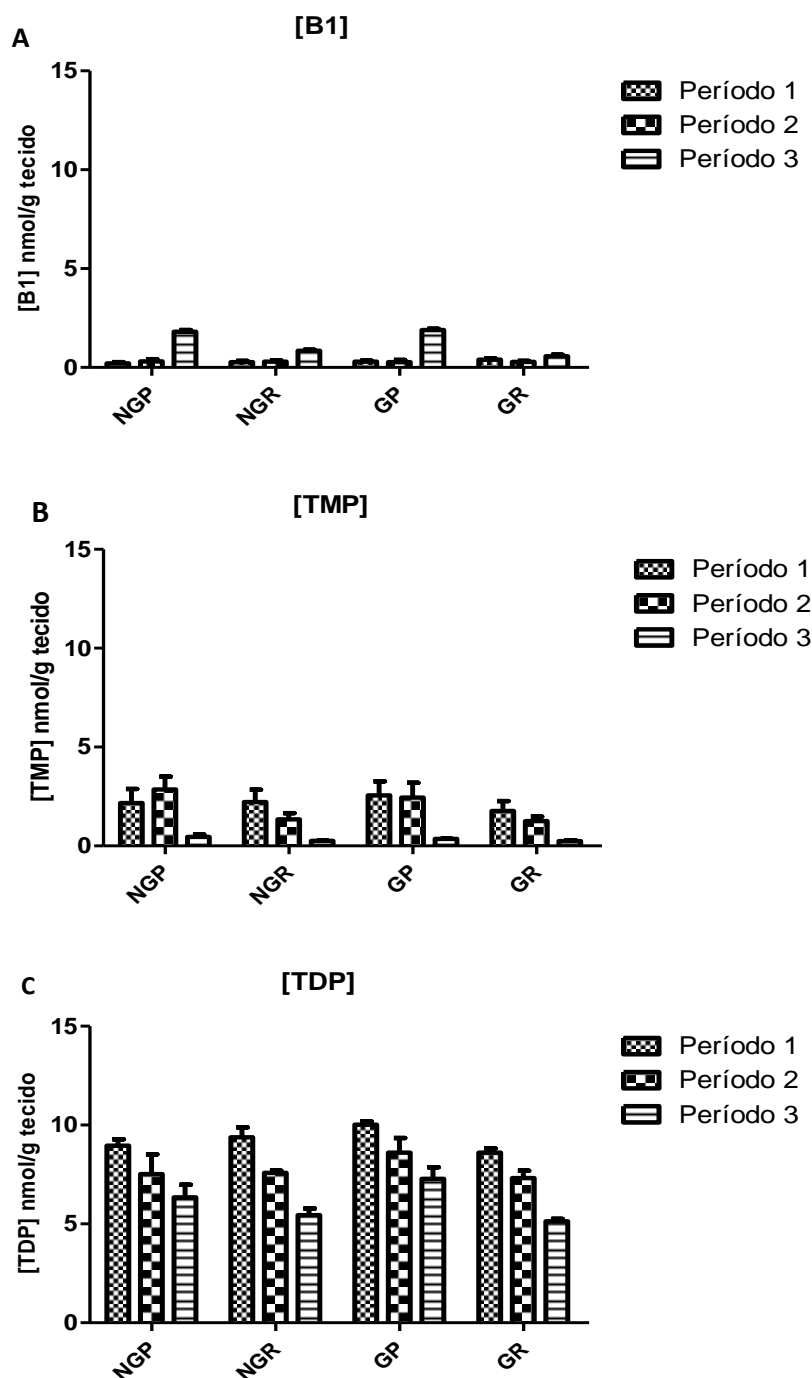 A
[B1]
[B1] nmol/g tecido
15
10
5
0
NGP
NGR
GP
GR
Período 1
Período 2
Período 3
B
[TMP]
[TMP] nmol/g tecido
15
10
5
0
NGP
NGR
GP
GR
Período 1
Período 2
Período 3
C
[TDP]
[TDP] nmol/g tecido
15
10
5
0
NGP
NGR
GP
GR
Período 1
Período 2
Período 3